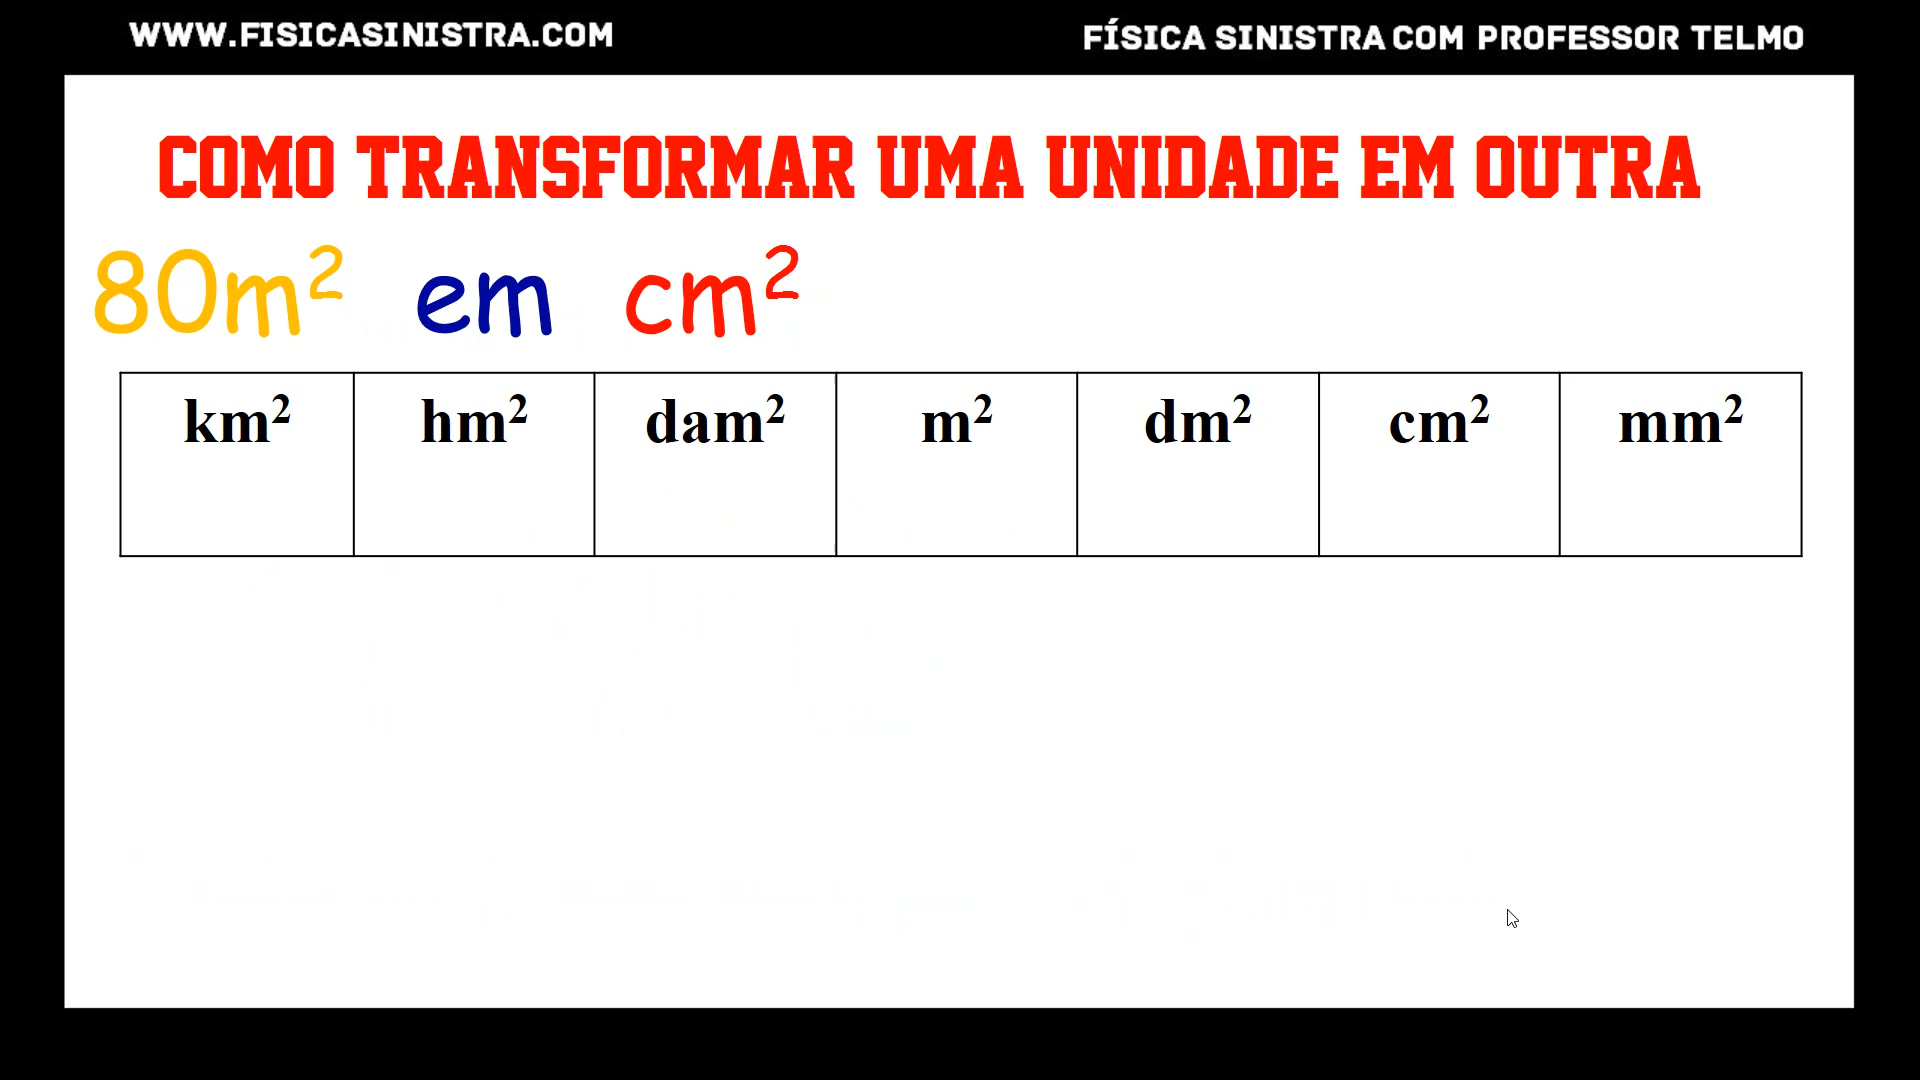 WWW.FISICASINISTRA.COM
FÍSICA SINISTRA COM PROFESSOR TELMO
COMO TRANSFORMAR UMA UNIDADE EM OUTRA
80m² em cm²
km² hm² dam² m² dm² cm² mm²